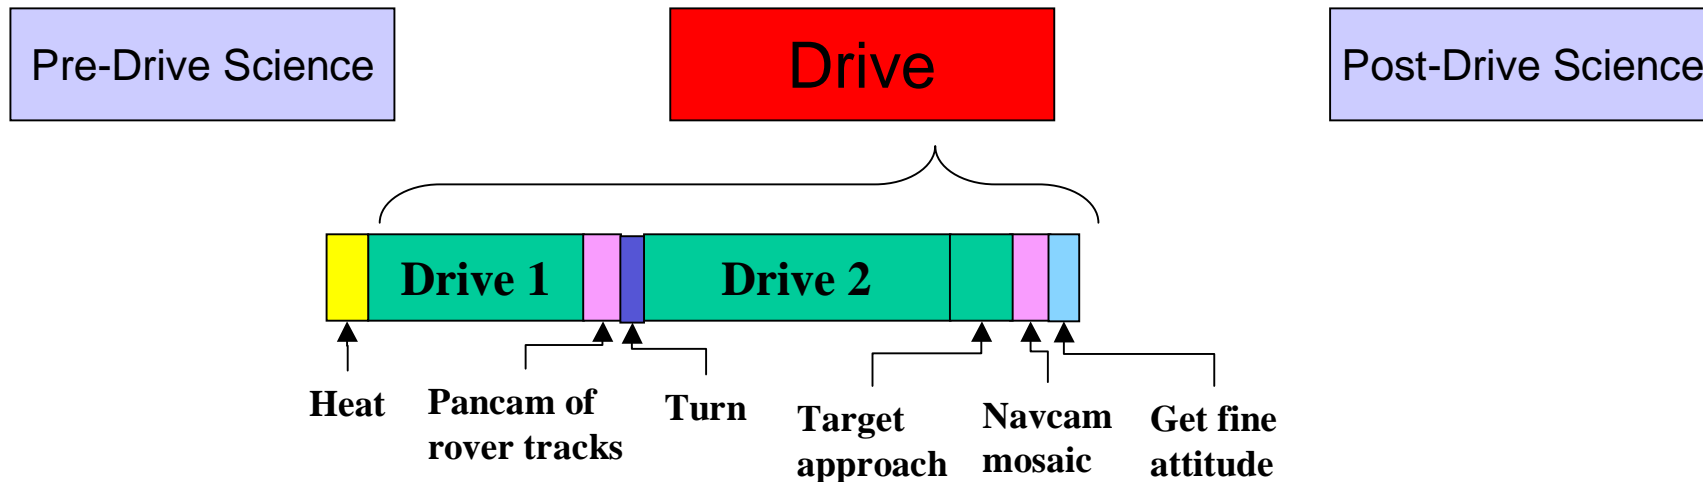 Pre-Drive Science
Drive
Post-Drive Science
Drive 1
Drive 2
Heat
Pancam of
rover tracks
Turn
Target
approach
Navcam
mosaic
Get fine
attitude